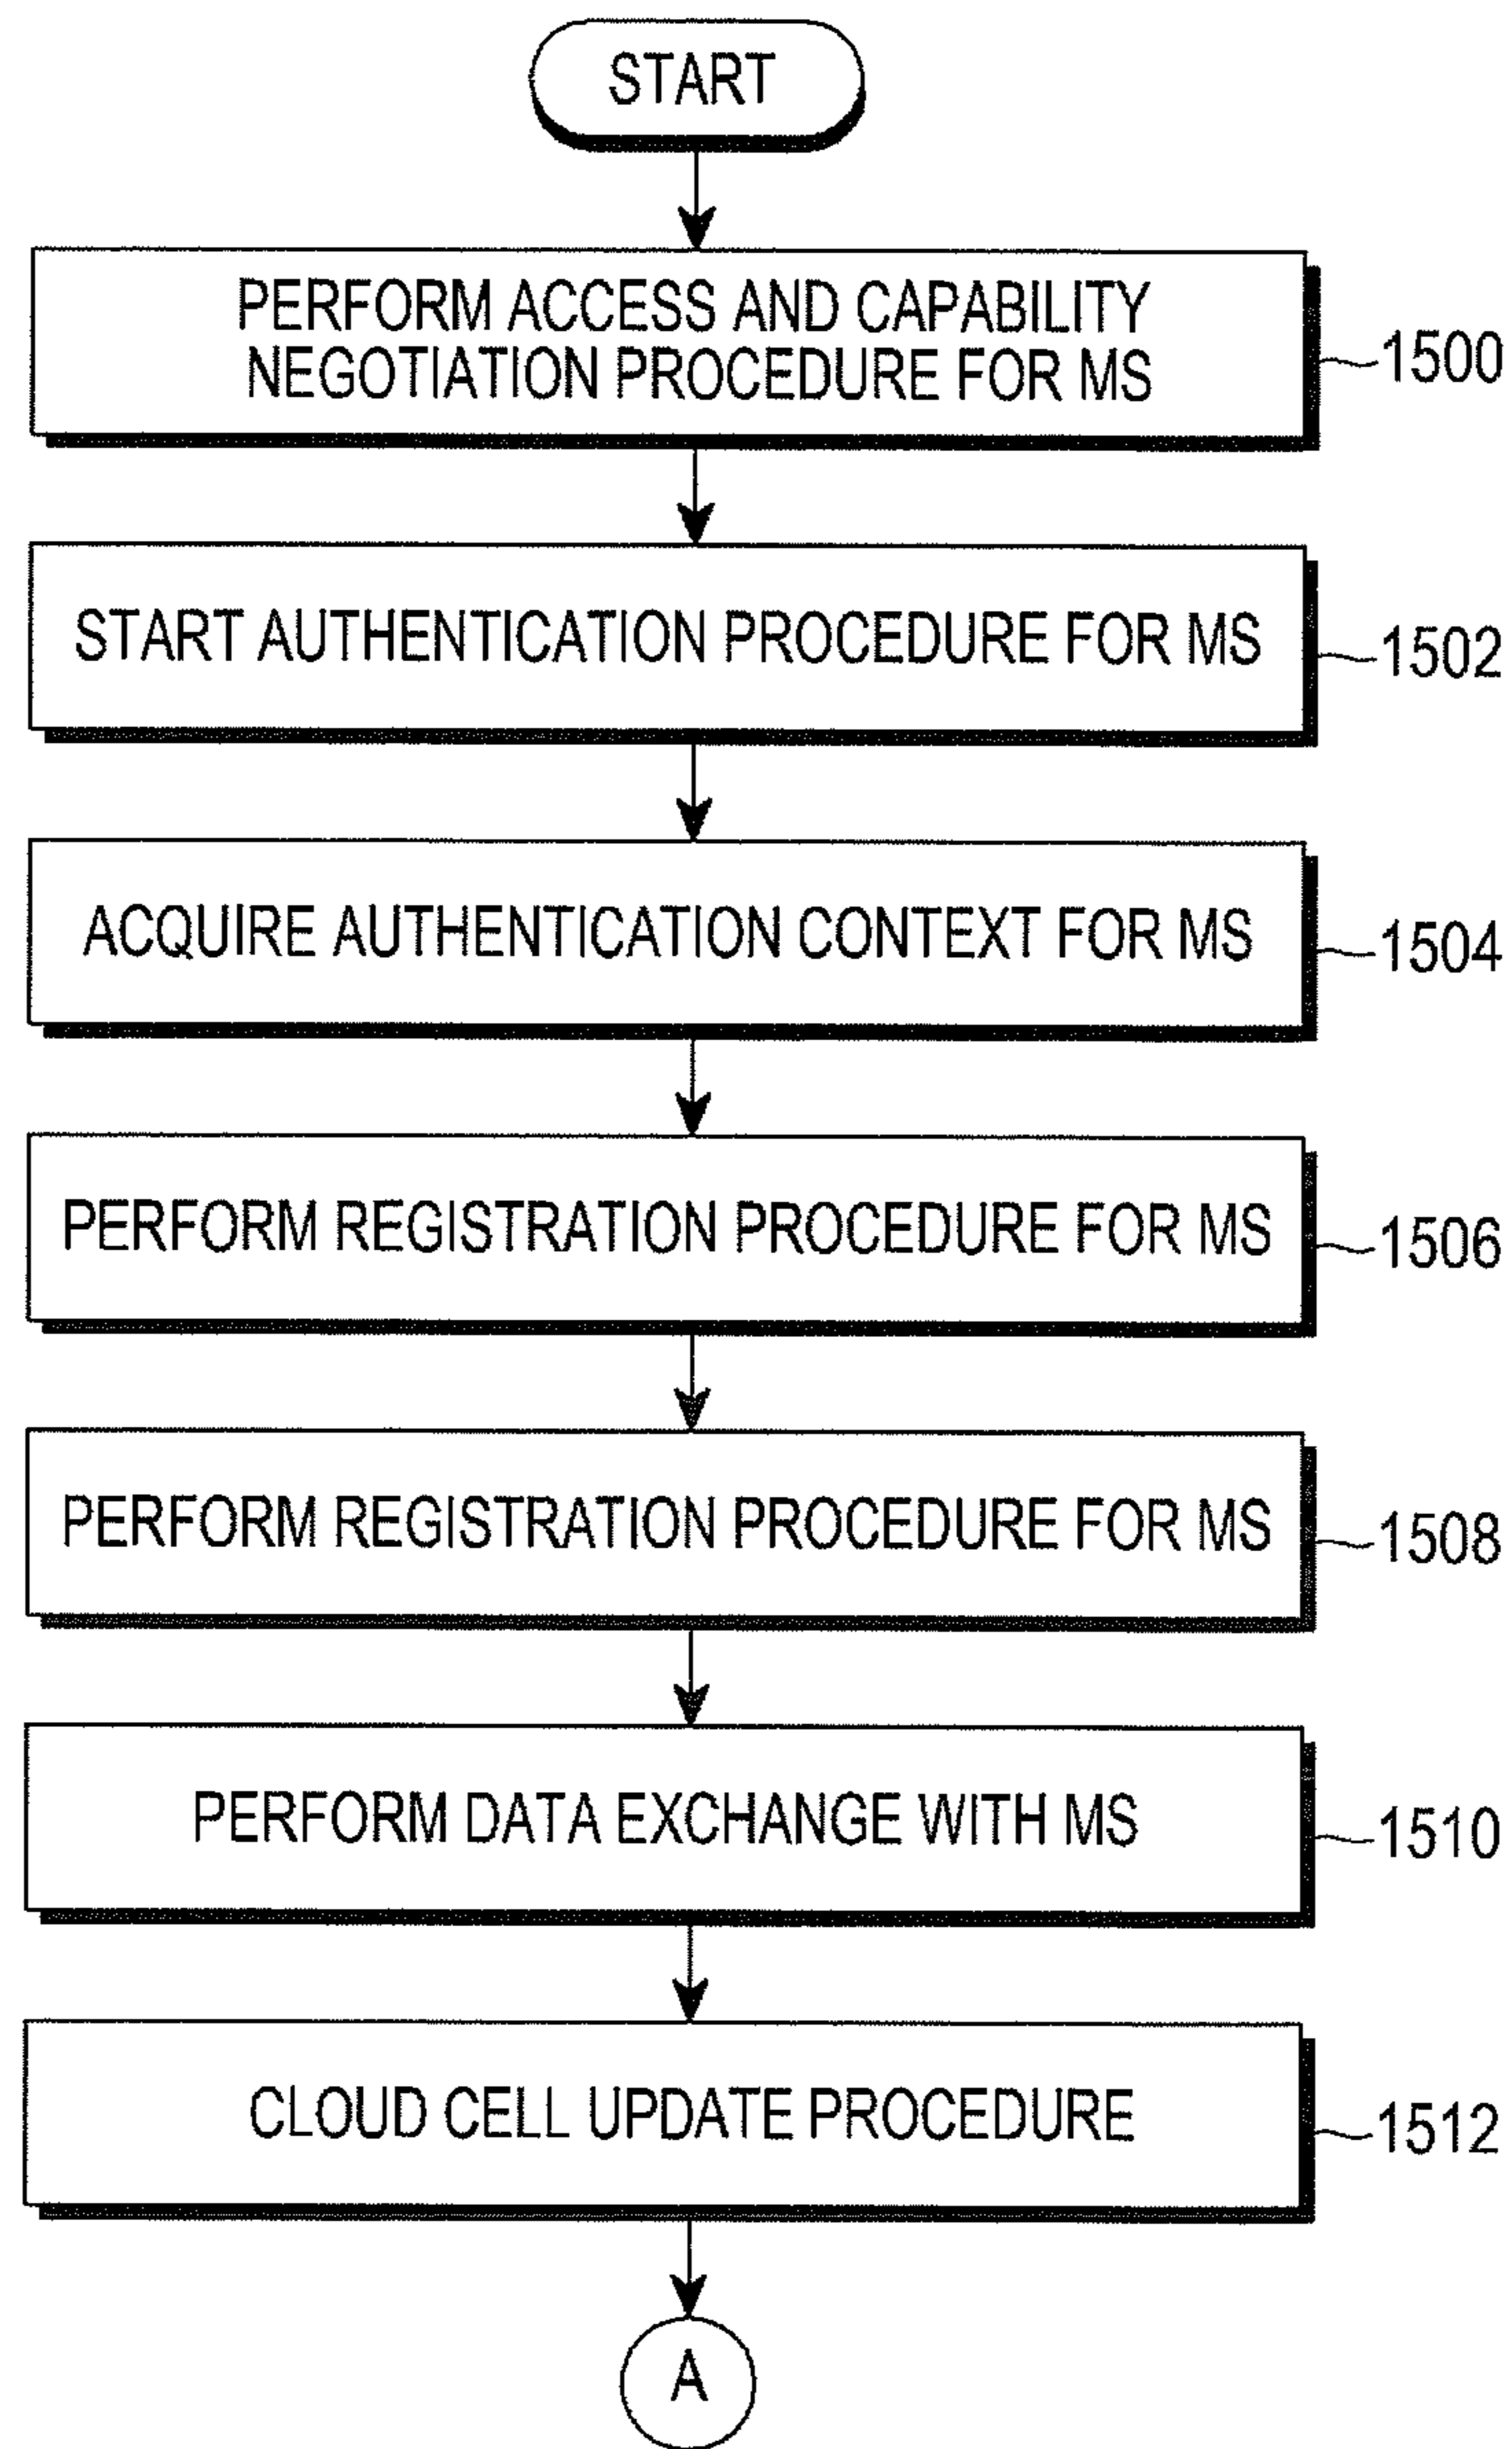 START
PERFORM ACCESS AND CAPABILITY
NEGOTIATION PROCEDURE FOR MS
1500
START AUTHENTICATION PROCEDURE FOR MS
1502
ACQUIRE AUTHENTICATION CONTEXT FOR MS
1504
PERFORM REGISTRATION PROCEDURE FOR MS
1506
PERFORM REGISTRATION PROCEDURE FOR MS
1508
PERFORM DATA EXCHANGE WITH MS
1510
CLOUD CELL UPDATE PROCEDURE
1512
A